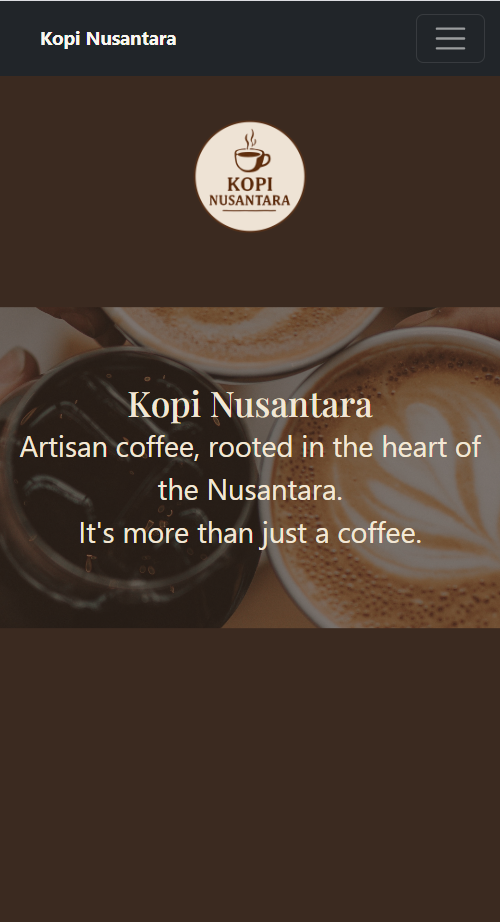 Kopi Nusantara
KOPI
NUSANTARA
Kopi Nusantara
Artisan coffee, rooted in the heart of
the Nusantara.
It's more than just a coffee.